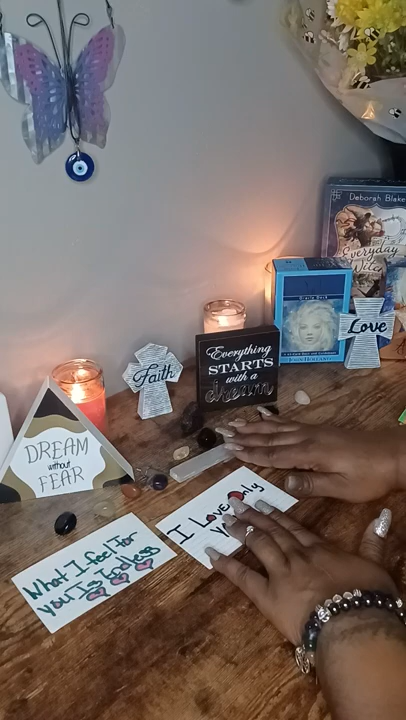 Deborah Blake
Everyday
Witch
Faith
Everything
STARTS
with a
dream
Love
DREAM
without
FEAR
I Love only
What I feel For
you Is Endless